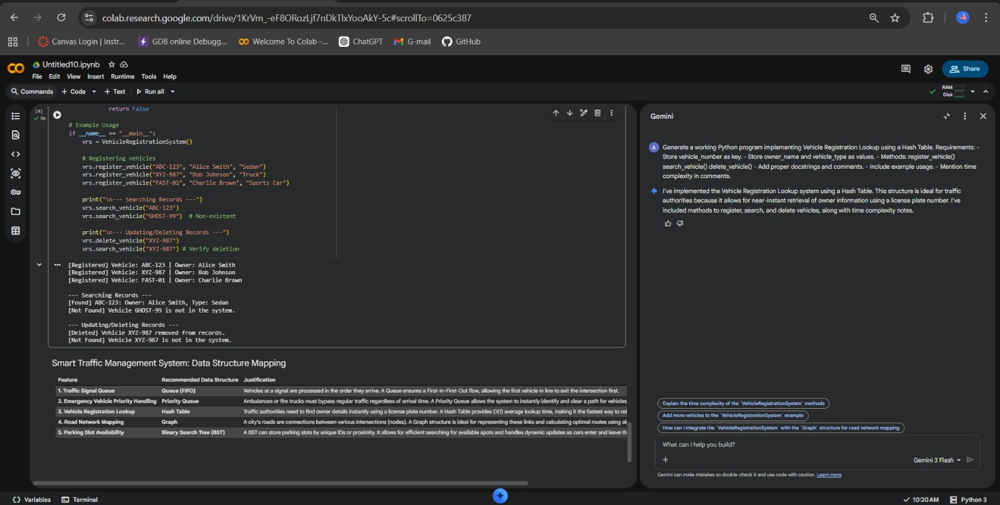 colab.research.google.com/drive/1KrVm_-eF8ORozLjf7nDkTlxYooAkY-5c#scrollTo=0625c387
Canvas Login | Instr...
GDB online Debugg...
Welcome To Colab -...
ChatGPT
G-mail
GitHub
Untitled10.ipynb
File Edit View Insert Runtime Tools Help
Share
Commands + Code + Text Run all
RAM
Disk
[8]
0s
return False
# Example Usage
if __name__ == "__main__":
vrs = VehicleRegistrationSystem()
# Registering vehicles
vrs.register_vehicle("ABC-123", "Alice Smith", "Sedan")
vrs.register_vehicle("XYZ-987", "Bob Johnson", "Truck")
vrs.register_vehicle("FAST-01", "Charlie Brown", "Sports Car")
print("\n--- Searching Records ---")
vrs.search_vehicle("ABC-123")
vrs.search_vehicle("GHOST-99")  # Non-existent
print("\n--- Updating/Deleting Records ---")
vrs.delete_vehicle("XYZ-987")
vrs.search_vehicle("XYZ-987") # Verify deletion
[Registered] Vehicle: ABC-123 | Owner: Alice Smith
[Registered] Vehicle: XYZ-987 | Owner: Bob Johnson
[Registered] Vehicle: FAST-01 | Owner: Charlie Brown
--- Searching Records ---
[Found] ABC-123: Owner: Alice Smith, Type: Sedan
[Not Found] Vehicle GHOST-99 is not in the system.
--- Updating/Deleting Records ---
[Deleted] Vehicle XYZ-987 removed from records.
[Not Found] Vehicle XYZ-987 is not in the system.
Smart Traffic Management System: Data Structure Mapping
Feature Recommended Data Structure Justification
1. Traffic Signal Queue Queue (FIFO) Vehicles at a signal are processed in the order they arrive. A Queue ensures a First-In-First-Out flow, allowing the first vehicle in line to exit the intersection first.
2. Emergency Vehicle Priority Handling Priority Queue Ambulances or fire trucks must bypass regular traffic regardless of arrival time. A Priority Queue allows the system to instantly identify and clear a path for vehicles
3. Vehicle Registration Lookup Hash Table Traffic authorities need to find owner details instantly using a license plate number. A Hash Table provides O(1) average lookup time, making it the fastest way to ret
4. Road Network Mapping Graph A city's roads are connections between various intersections (nodes). A Graph structure is ideal for representing these links and calculating optimal routes using al
5. Parking Slot Availability Binary Search Tree (BST) A BST can store parking slots by unique IDs or proximity. It allows for efficient searching for available spots and handles dynamic updates as cars enter and leave th
Gemini
A
Generate a working Python program implementing Vehicle Registration Lookup using a Hash Table. Requirements: -
Store vehicle_number as key. - Store owner_name and vehicle_type as values. - Methods: register_vehicle()
search_vehicle() delete_vehicle() - Add proper docstrings and comments. - Include example usage. - Mention time
complexity in comments.
I've implemented the Vehicle Registration Lookup system using a Hash Table. This structure is ideal for traffic
authorities because it allows for near-instant retrieval of owner information using a license plate number. I've
included methods to register, search, and delete vehicles, along with time complexity notes.
Explain the time complexity of the `VehicleRegistrationSystem` methods
Add more vehicles to the `VehicleRegistrationSystem` example
How can I integrate the `VehicleRegistrationSystem` with the `Graph` structure for road network mapping
What can I help you build?
Gemini 3 Flash
Gemini can make mistakes so double-check it and use code with caution. Learn more
Variables Terminal
10:20 AM Python 3